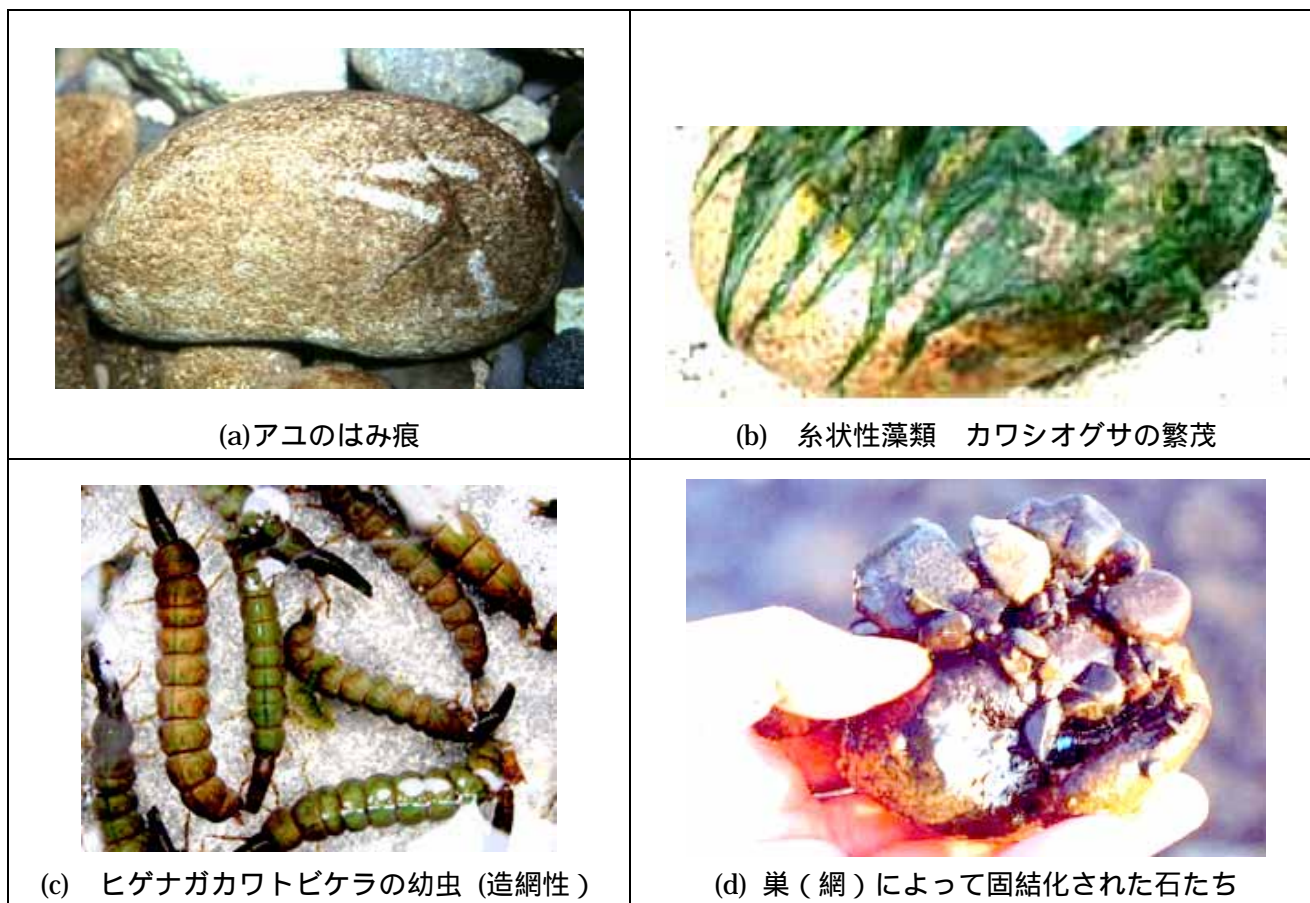 (a)アユのはみ痕
(b)　糸状性藻類　カワシオグサの繁茂
(c)　ヒゲナガカワトビケラの幼虫 (造網性）
(d) 巣（網）によって固結化された石たち